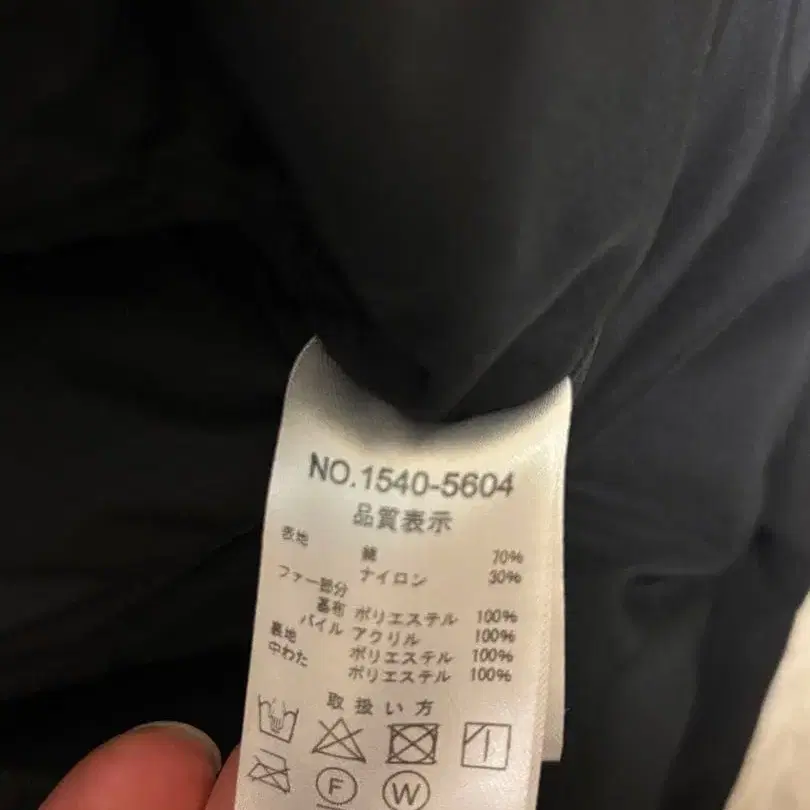 NO.1540-5604
品質表示
表地 綿 70%
ナイロン 30%
ファー部分
基布 ポリエステル 100%
パイル アクリル 100%
裏地 ポリエステル 100%
中わた ポリエステル 100%
取扱い方
F W